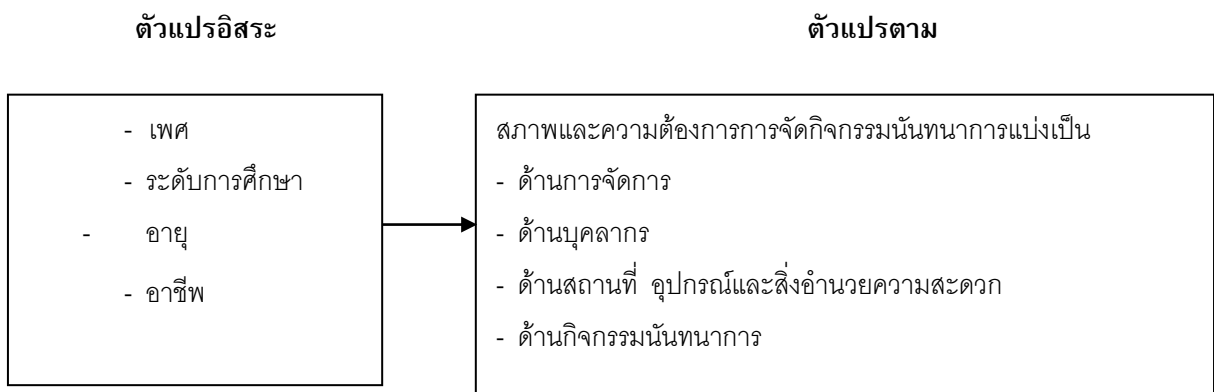 ตัวแปรอิสระ
ตัวแปรตาม
- เพศ
- ระดับการศึกษา
- อายุ
- อาชีพ
สภาพและความต้องการการจัดกิจกรรมนันทนาการแบ่งเป็น
- ด้านการจัดการ
- ด้านบุคลากร
- ด้านสถานที่ อุปกรณ์และสิ่งอำนวยความสะดวก
- ด้านกิจกรรมนันทนาการ